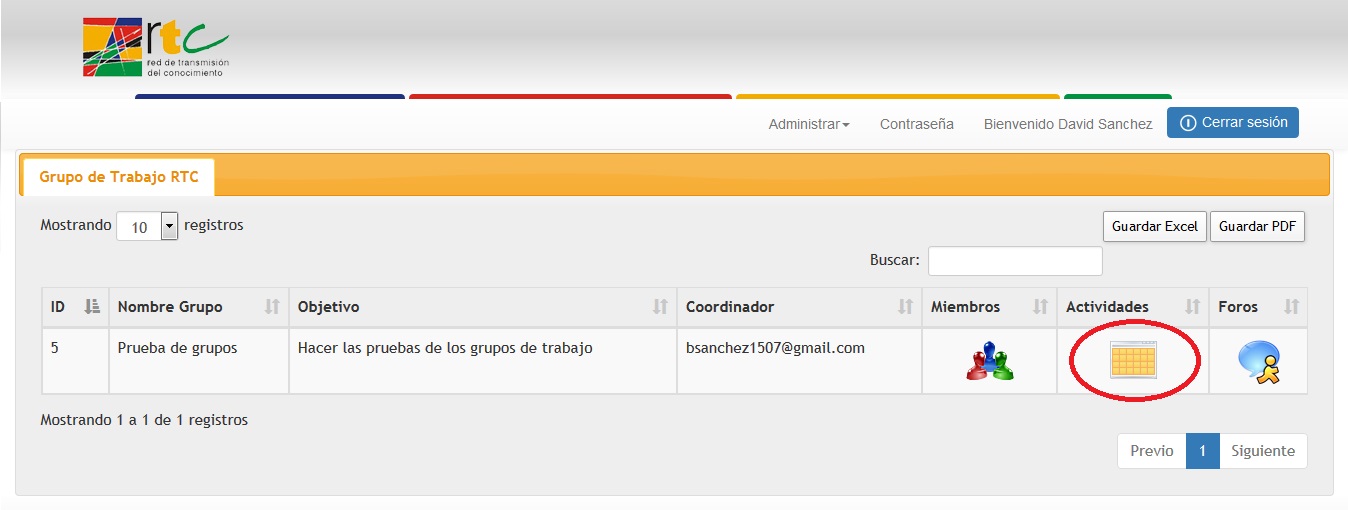 rtc
red de transmisión
del conocimiento
Administrar Contraseña Bienvenido David Sanchez Cerrar sesión
Grupo de Trabajo RTC
Mostrando 10 registros Guardar Excel Guardar PDF
Buscar:
ID Nombre Grupo Objetivo Coordinador Miembros Actividades Foros
5 Prueba de grupos Hacer las pruebas de los grupos de trabajo bsanchez1507@gmail.com
Mostrando 1 a 1 de 1 registros
Previo 1 Siguiente